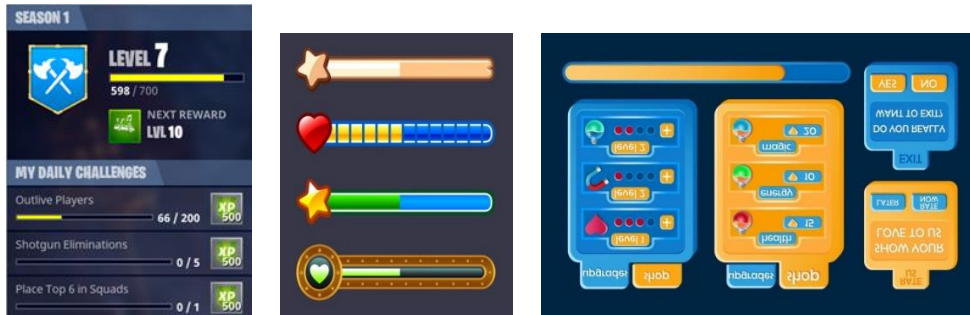 SEASON 1
LEVEL 7
598 / 700
NEXT REWARD
LVL 10
MY DAILY CHALLENGES
Outlive Players
66 / 200
XP
500
Shotgun Eliminations
0 / 5
XP
500
Place Top 6 in Squads
0 / 1
XP
500
upgrades shop
level 1
level 2
level 2
upgrades shop
health 15
energy 10
magic 20
RATE
US
SHOW YOUR
LOVE TO US
LATER
RATE
NOW
EXIT
DO YOU REALLY
WANT TO EXIT?
YES NO